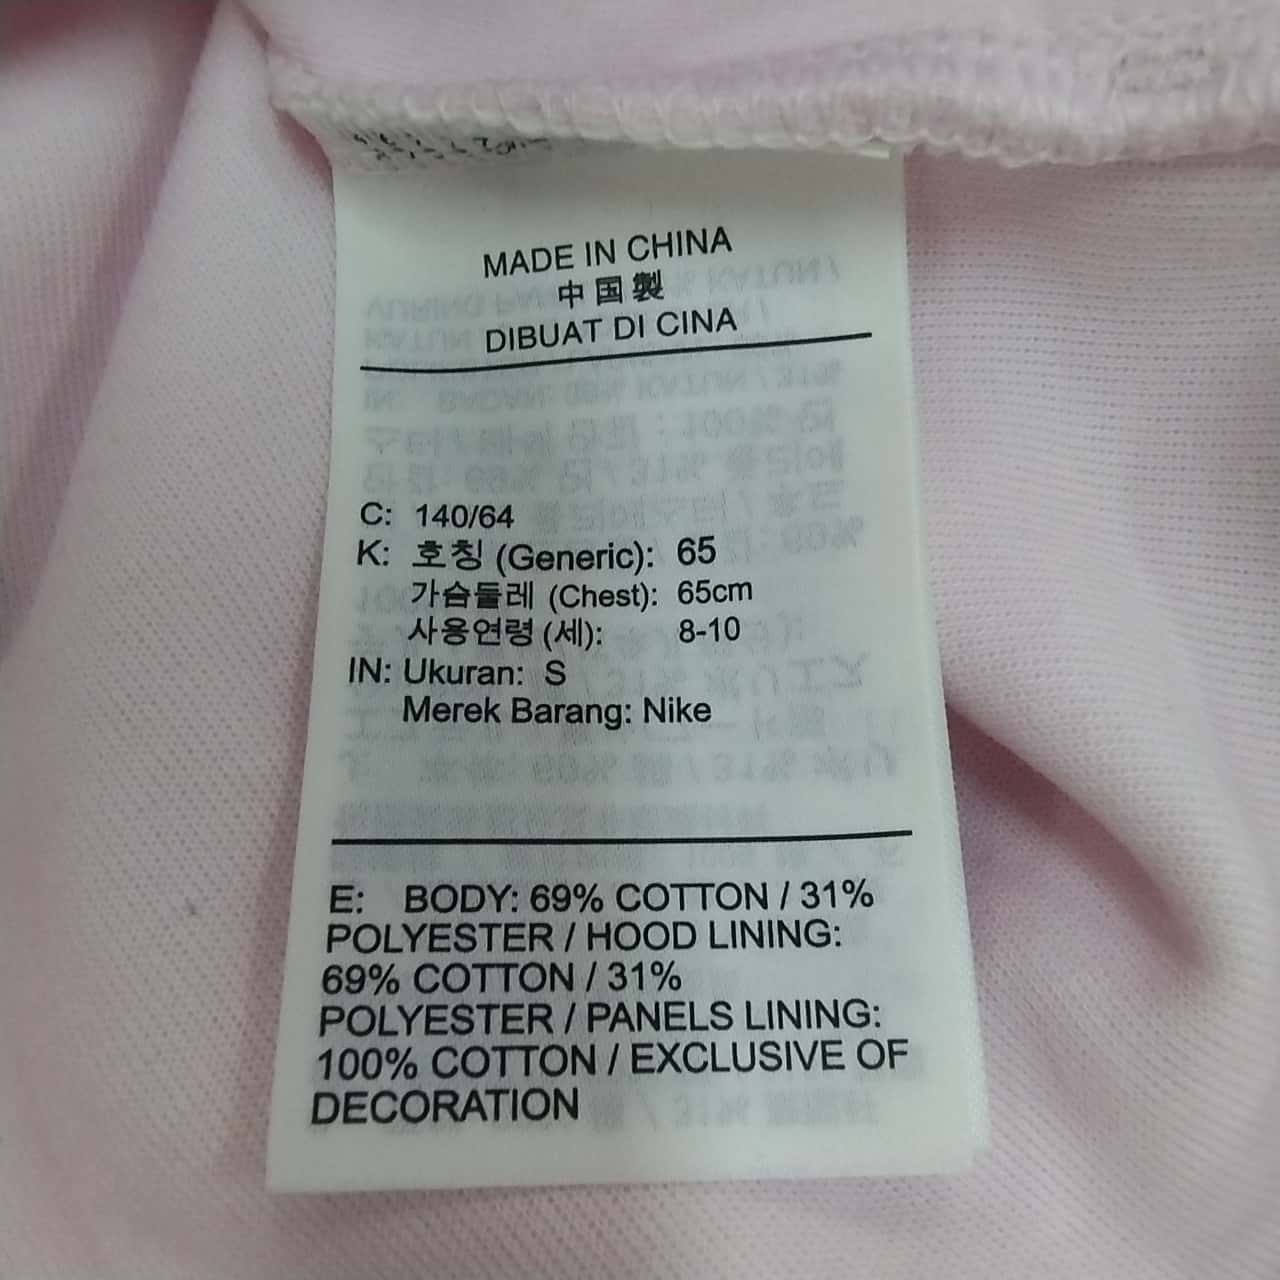 MADE IN CHINA
中国製
DIBUAT DI CINA
C: 140/64
K: 호칭 (Generic): 65
가슴둘레 (Chest): 65cm
사용연령 (세): 8-10
IN: Ukuran: S
Merek Barang: Nike
E: BODY: 69% COTTON / 31%
POLYESTER / HOOD LINING:
69% COTTON / 31%
POLYESTER / PANELS LINING:
100% COTTON / EXCLUSIVE OF
DECORATION